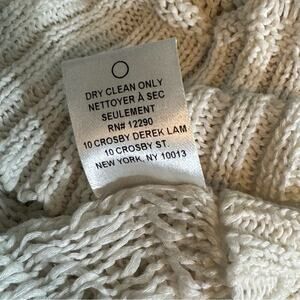 DRY CLEAN ONLY
NETTOYER À SEC
SEULEMENT
RN# 12290
10 CROSBY DEREK LAM
10 CROSBY ST.
NEW YORK, NY 10013